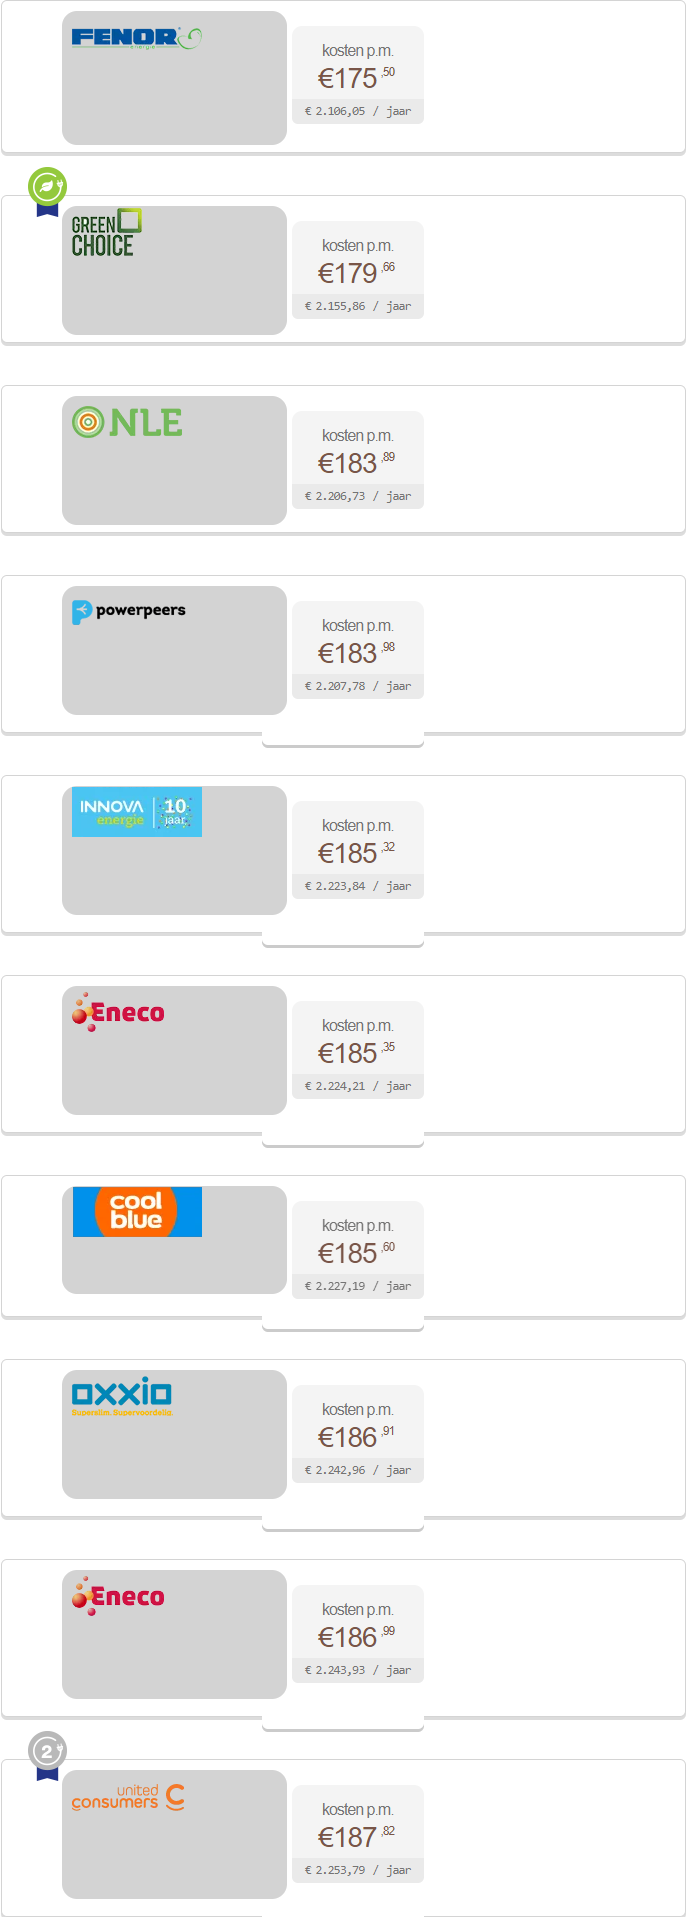 FENOR
energie
kosten p.m.
€175 ,50
€ 2.106,05 / jaar
GREEN
CHOICE
kosten p.m.
€179 ,66
€ 2.155,86 / jaar
NLE
kosten p.m.
€183 ,89
€ 2.206,73 / jaar
powerpeers
kosten p.m.
€183 ,98
€ 2.207,78 / jaar
INNOVA 10
energie jaar
kosten p.m.
€185 ,32
€ 2.223,84 / jaar
Eneco
kosten p.m.
€185 ,35
€ 2.224,21 / jaar
cool
blue
kosten p.m.
€185 ,60
€ 2.227,19 / jaar
oxxio
Superslim. Supervoordelig.
kosten p.m.
€186 ,91
€ 2.242,96 / jaar
Eneco
kosten p.m.
€186 ,99
€ 2.243,93 / jaar
2
united
consumers
kosten p.m.
€187 ,82
€ 2.253,79 / jaar